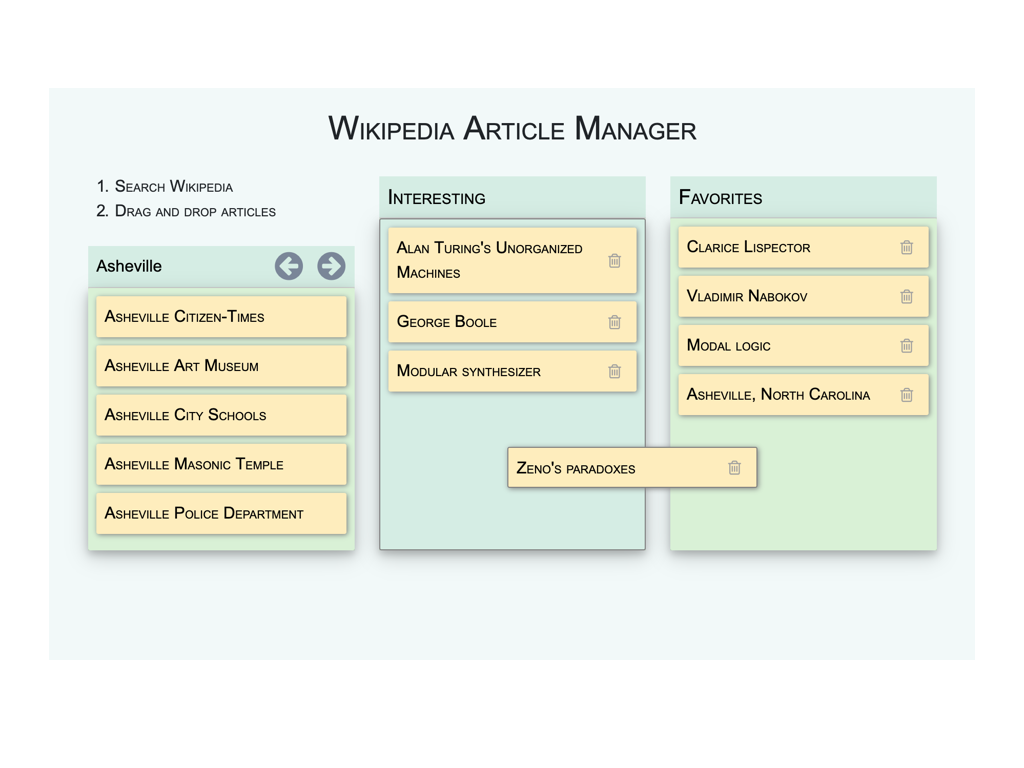 Wikipedia Article Manager
1. Search Wikipedia
2. Drag and drop articles
Asheville
Asheville Citizen-Times
Asheville Art Museum
Asheville City Schools
Asheville Masonic Temple
Asheville Police Department
Interesting
Alan Turing's Unorganized
Machines
George Boole
Modular synthesizer
Zeno's paradoxes
Favorites
Clarice Lispector
Vladimir Nabokov
Modal logic
Asheville, North Carolina